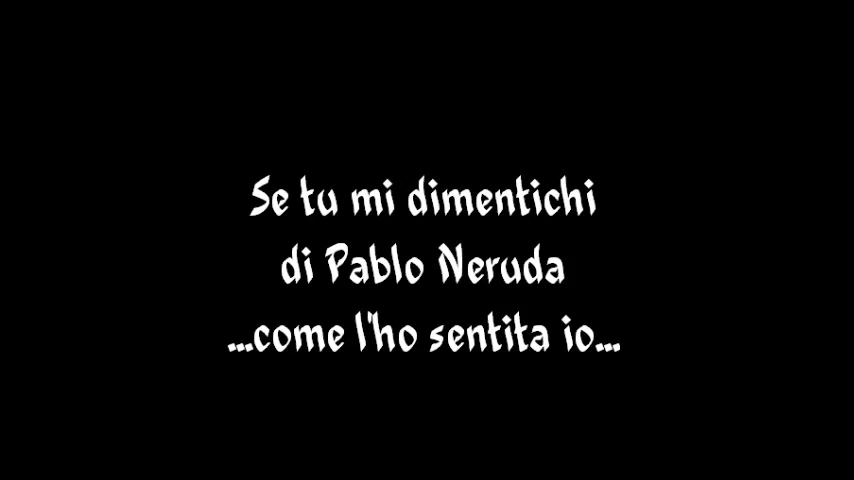 Se tu mi dimentichi
di Pablo Neruda
...come l'ho sentita io...